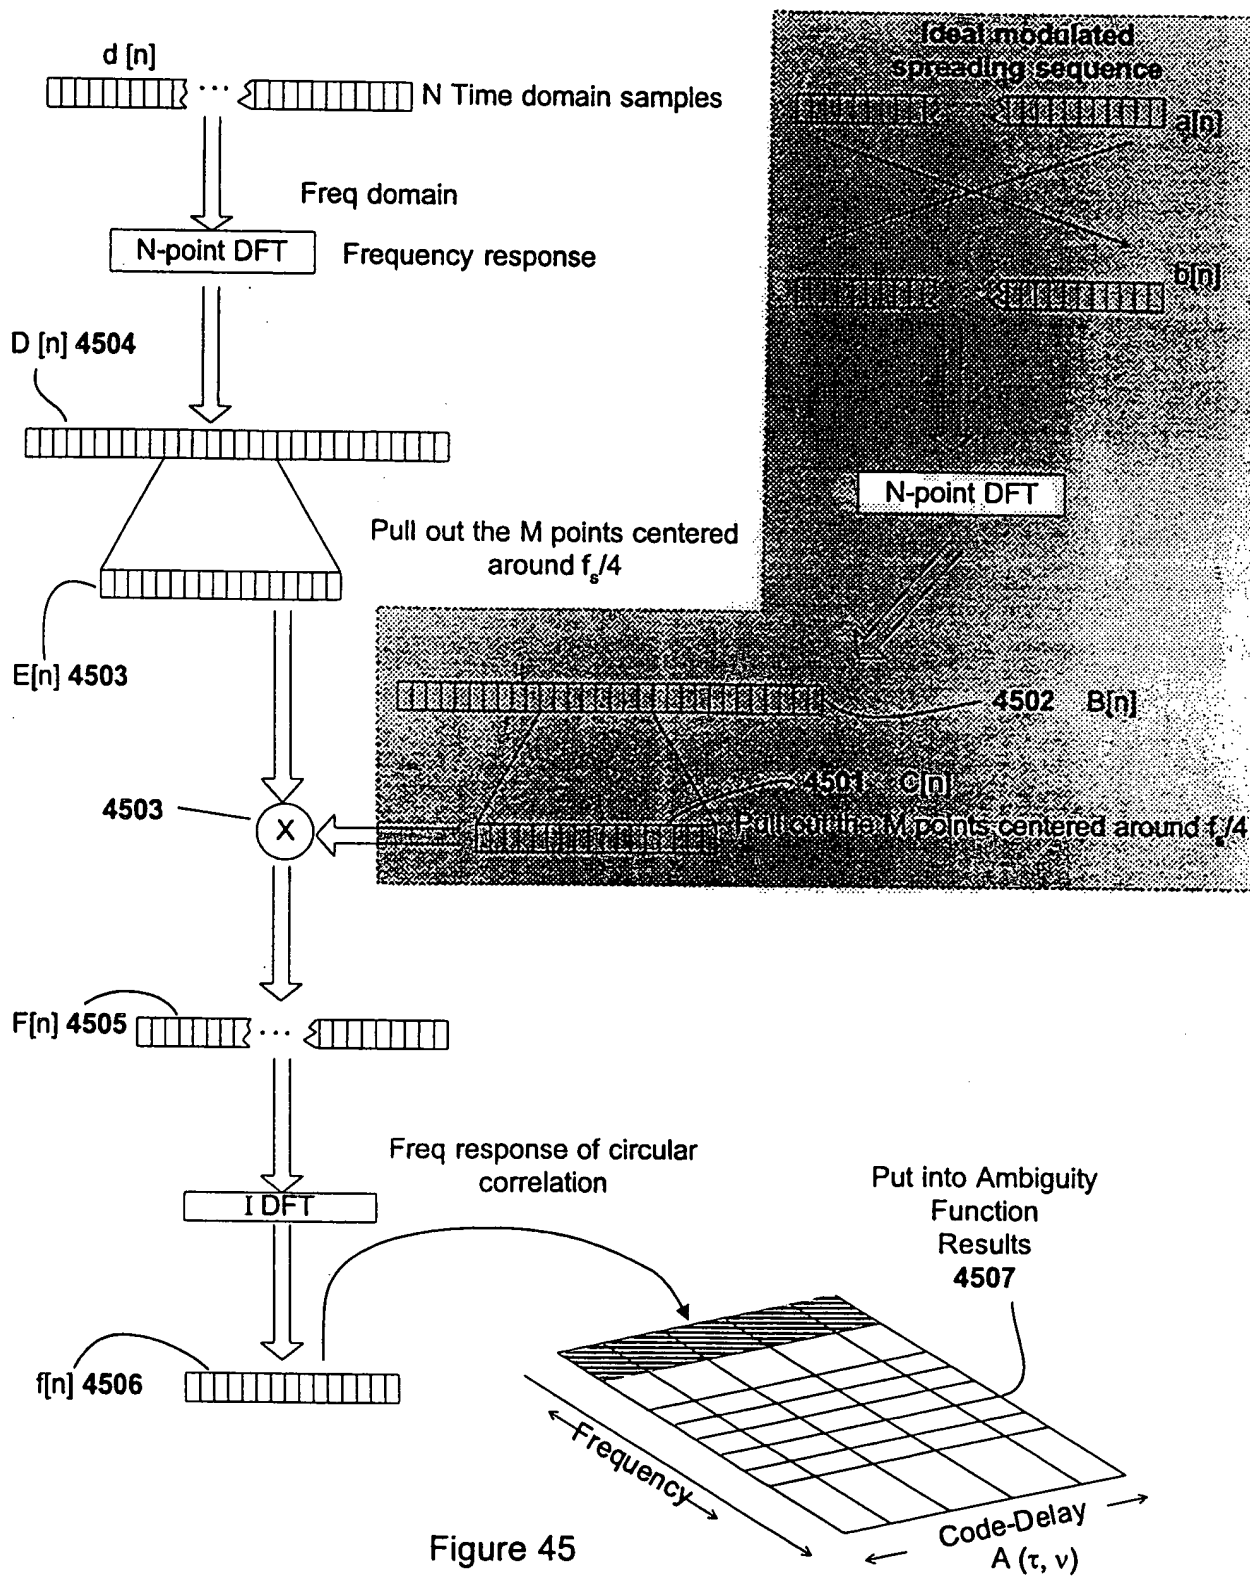 d [n]
N Time domain samples
Ideal modulated
spreading sequence
a[n]
Freq domain
N-point DFT
Frequency response
b[n]
D [n] 4504
N-point DFT
Pull out the M points centered
around fs/4
E[n] 4503
4502 B[n]
4501 C[n]
4503
X
Pull out the M points centered around fs/4
F[n] 4505
Freq response of circular
correlation
I DFT
Put into Ambiguity
Function
Results
4507
f[n] 4506
Frequency
Code-Delay
A (τ, ν)
Figure 45